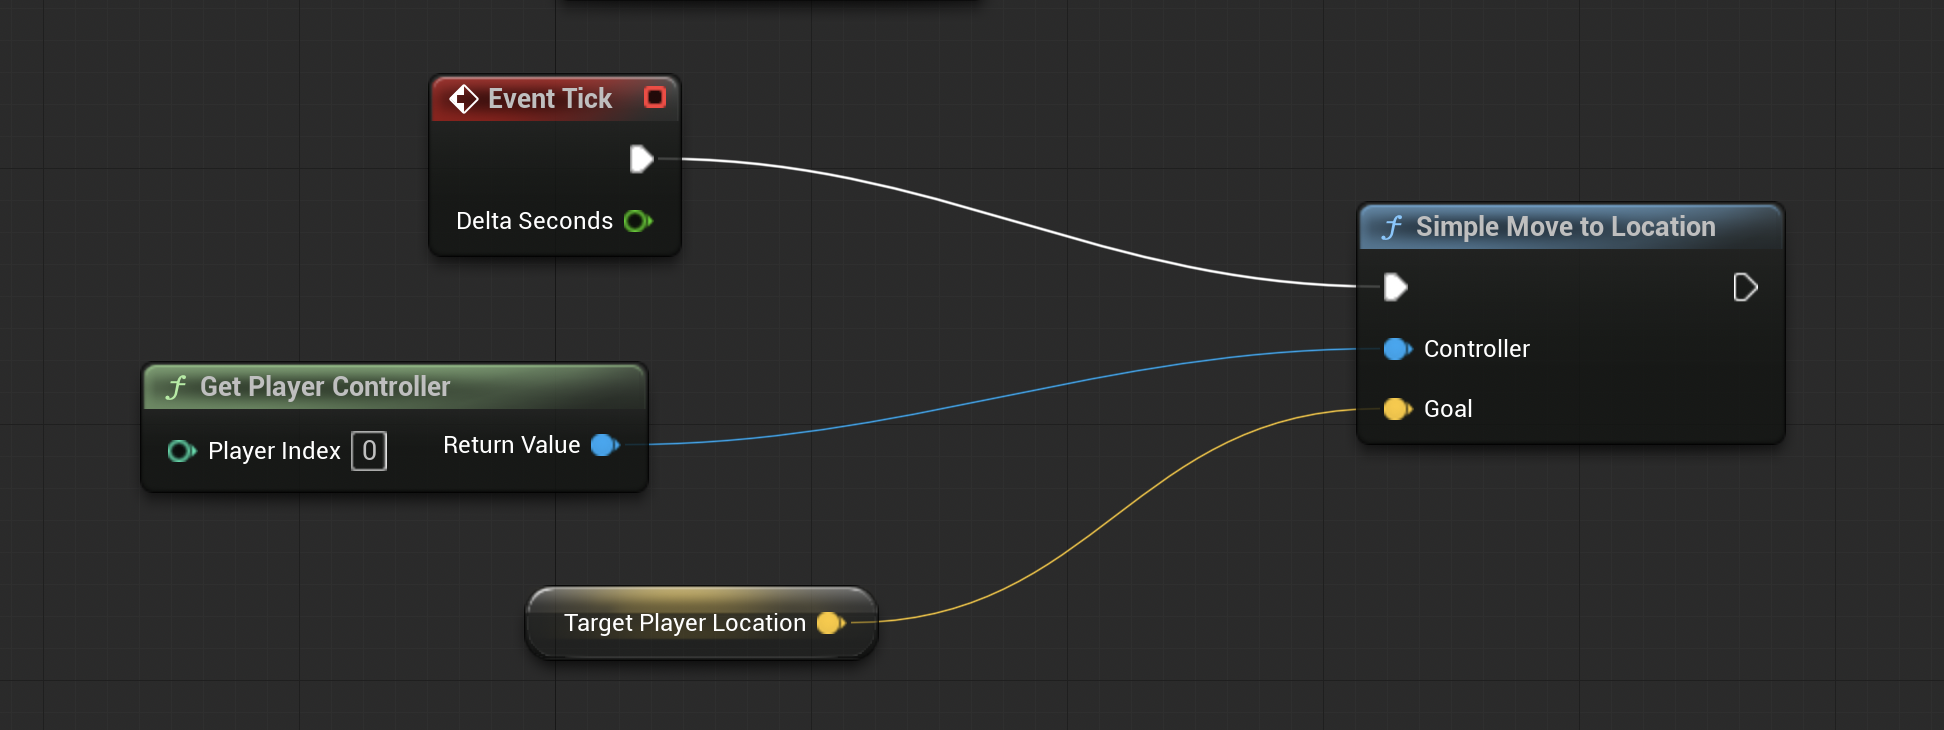 Event Tick
Delta Seconds
Simple Move to Location
Controller
Goal
Get Player Controller
Player Index 0 Return Value
Target Player Location